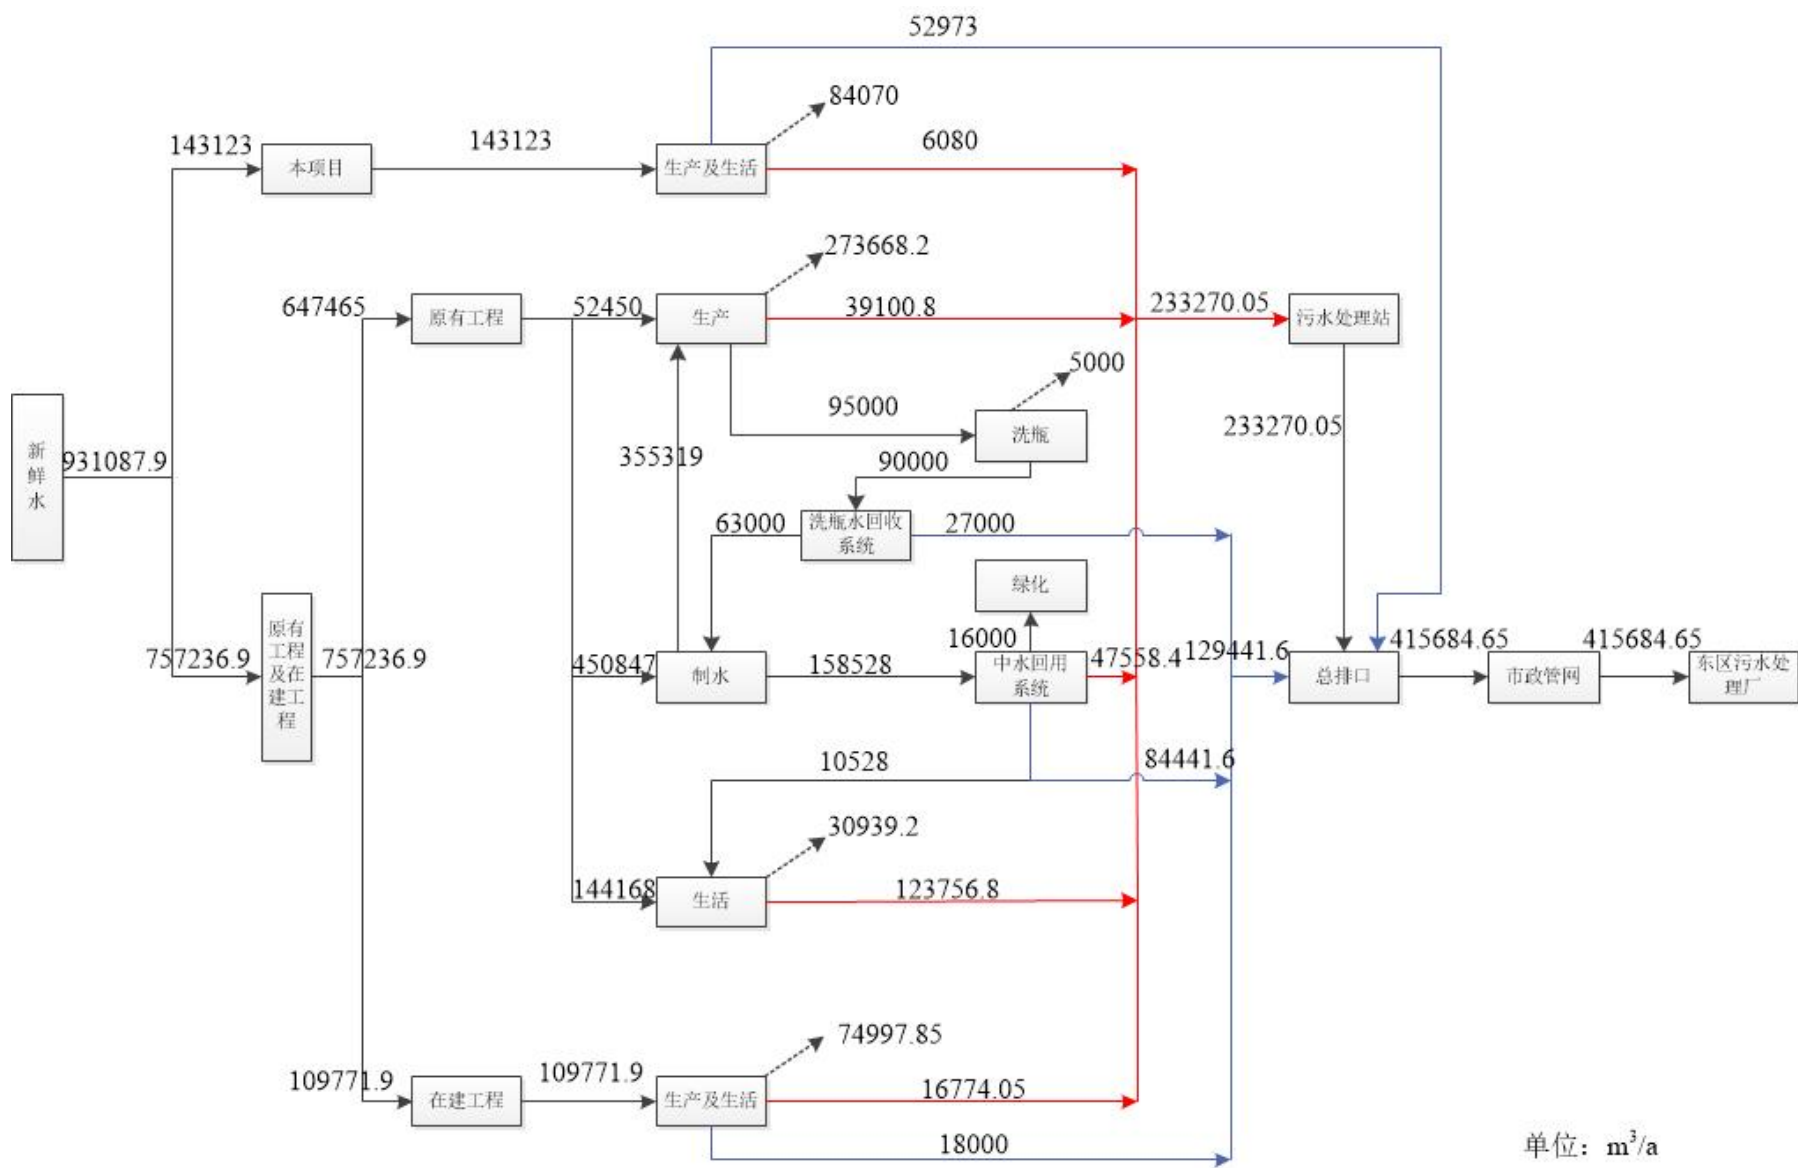 52973
84070
143123
143123
6080
本项目
生产及生活
273668.2
647465
52450
39100.8
233270.05
原有工程
生产
污水处理站
5000
95000
233270.05
洗瓶
新
鲜
水
931087.9
355319
90000
63000
洗瓶水回收
系统
27000
绿化
原有
工程
及在
建工
程
757236.9
757236.9
450847
制水
158528
16000
中水回用
系统
47558.4
129441.6
总排口
415684.65
市政管网
415684.65
东区污水处
理厂
10528
84441.6
30939.2
144168
生活
123756.8
74997.85
109771.9
在建工程
109771.9
生产及生活
16774.05
18000
单位：m³/a